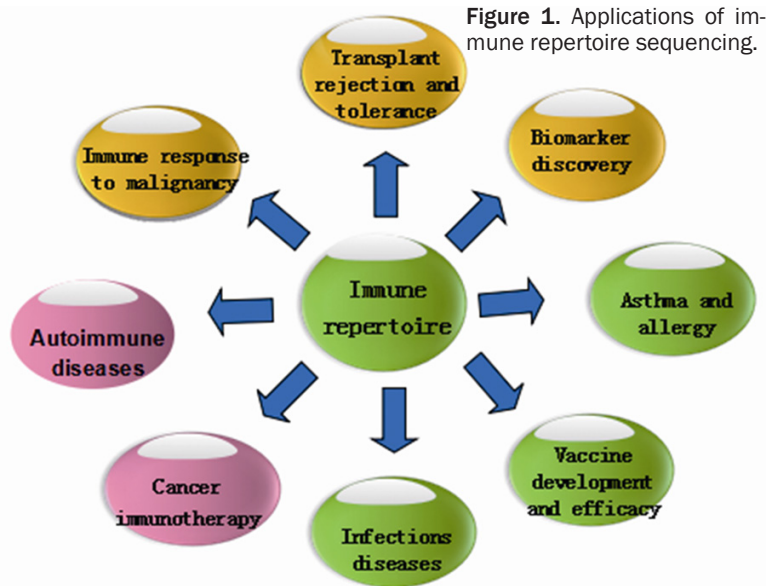 Figure 1. Applications of im-
mune repertoire sequencing.
Transplant
rejection and
tolerance
Biomarker
discovery
Immune response
to malignancy
Immune
repertoire
Asthma and
allergy
Autoimmune
diseases
Vaccine
development
and efficacy
Cancer
immunotherapy
Infections
diseases